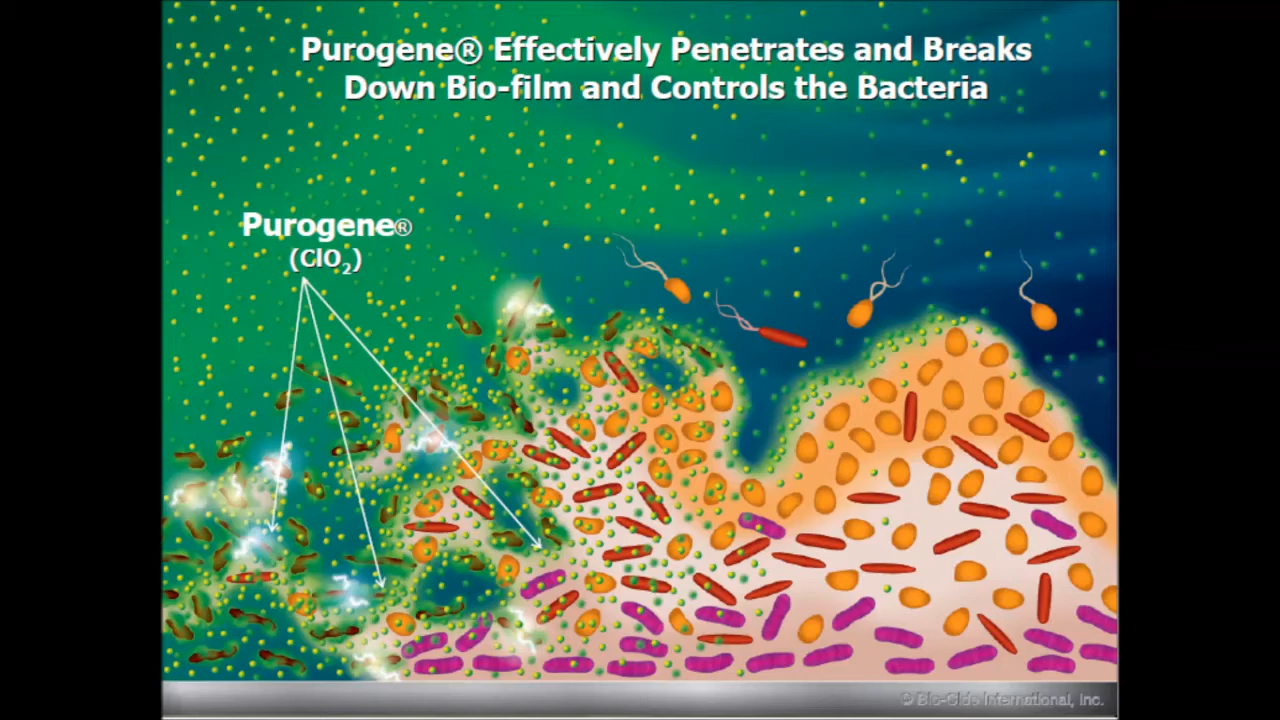 Purogene® Effectively Penetrates and Breaks
Down Bio-film and Controls the Bacteria
Purogene®
(ClO₂)
© Bio-Cide International, Inc.